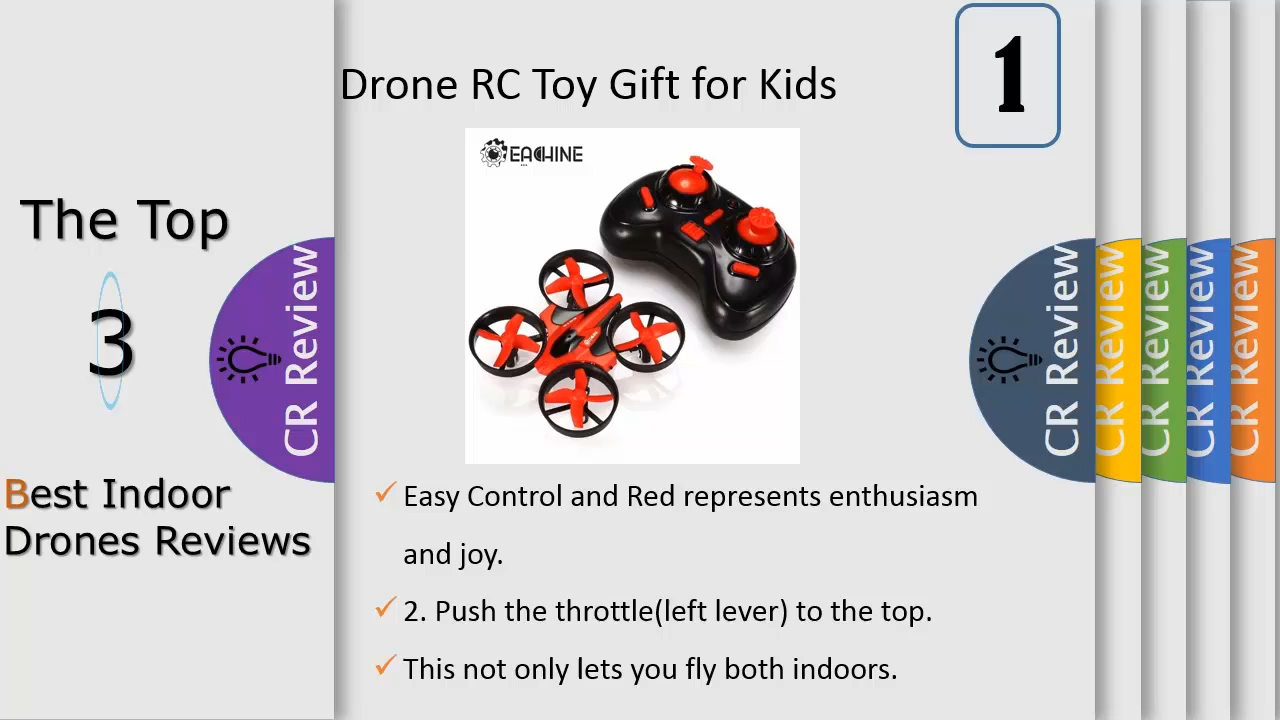 Drone RC Toy Gift for Kids
1
EACHINE
The Top
3
Best Indoor
Drones Reviews
CR Review
CR Review
CR Review
CR Review
CR Review
CR Review
Easy Control and Red represents enthusiasm
and joy.
2. Push the throttle(left lever) to the top.
This not only lets you fly both indoors.